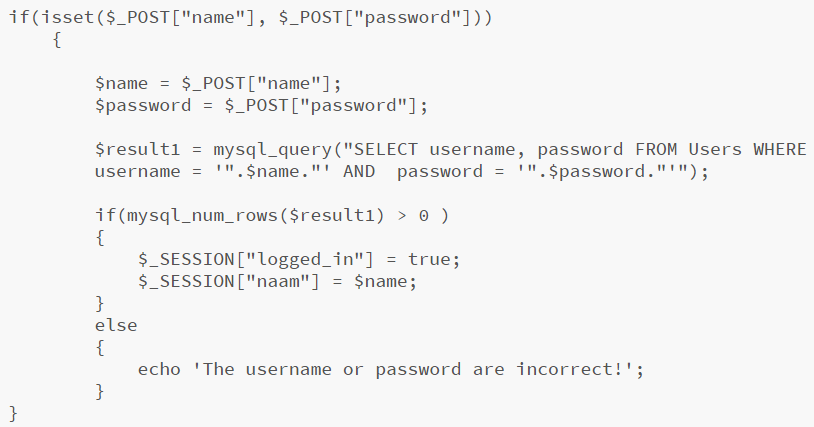 if(isset($_POST["name"], $_POST["password"]))
    {

        $name = $_POST["name"];
        $password = $_POST["password"];

        $result1 = mysql_query("SELECT username, password FROM Users WHERE
        username = '".$name."' AND  password = '".$password."'");

        if(mysql_num_rows($result1) > 0 )
        {
            $_SESSION["logged_in"] = true;
            $_SESSION["naam"] = $name;
        }
        else
        {
            echo 'The username or password are incorrect!';
        }
}